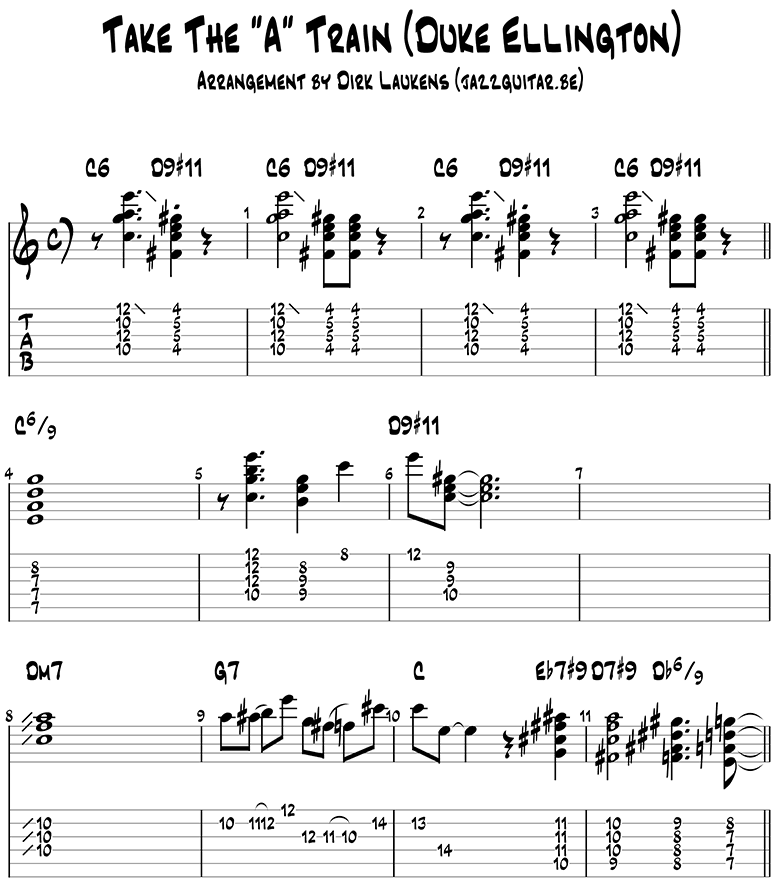 Take The "A" Train (Duke Ellington)
Arrangement by Dirk Laukens (jazzguitar.be)
C6 D9#11 C6 D9#11 C6 D9#11 C6 D9#11
1 2 3
T
A
B
12 4 12 4 4 12 4 12 4 4
10 5 10 5 5 10 5 10 5 5
12 5 12 5 5 12 5 12 5 5
10 4 10 4 4 10 4 10 4 4
C6/9 D9#11
4 5 6 7
12 8 12
8 12 8 9
7 12 9 9
7 10 9 10
7
Dm7 G7 C Eb7#9 D7#9 Db6/9
8 9 10 11
12
10 10 11 12 14 13 11 10 9 8
10 12 11 10 11 10 8 7
10 14 11 10 8 7
10 9 8 7